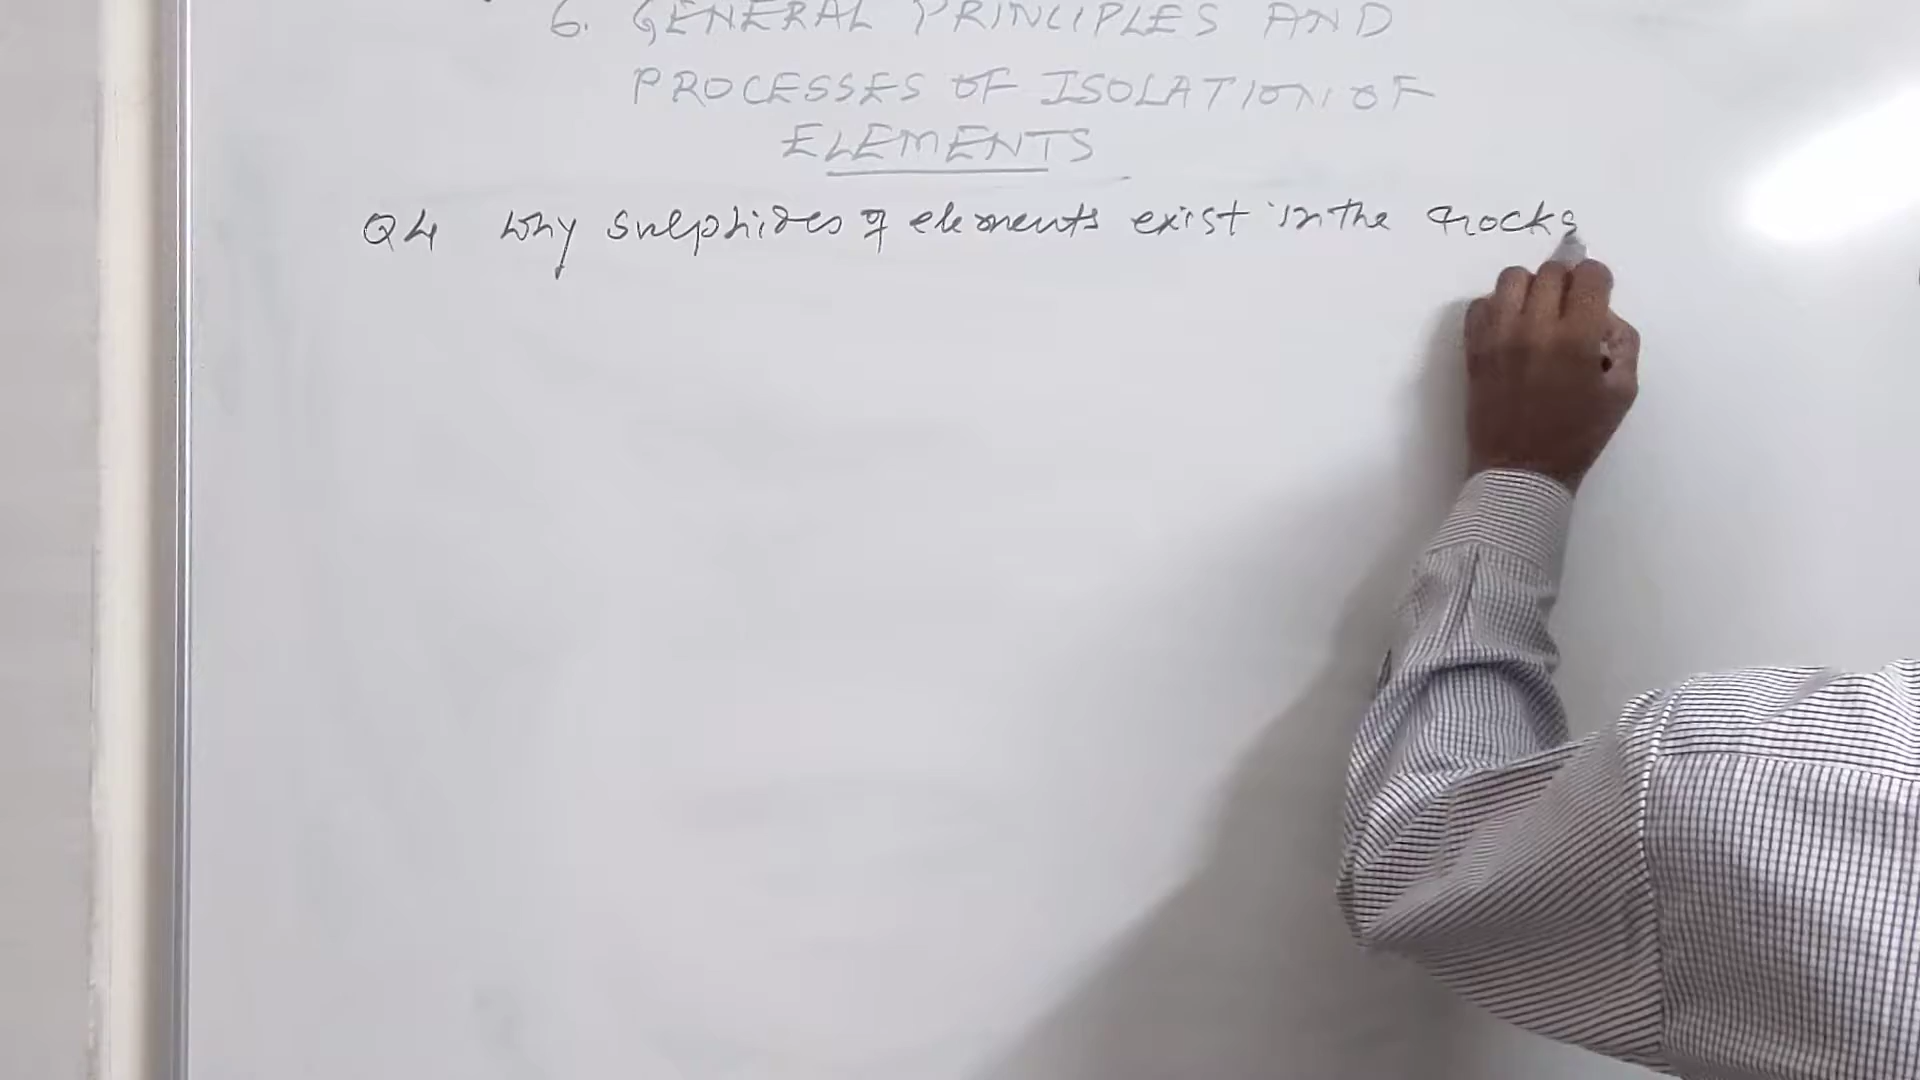 6. GENERAL PRINCIPLES AND
PROCESSES OF ISOLATION OF
ELEMENTS
Q4 Why sulphides of elements exist in the rocks